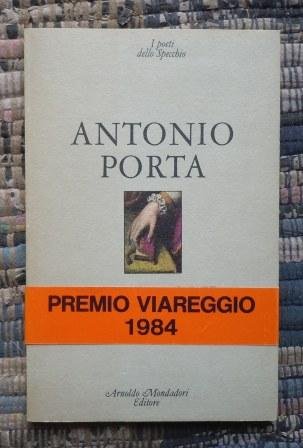 I poeti
dello Specchio
ANTONIO
PORTA
PREMIO VIAREGGIO
1984
Arnoldo Mondadori
Editore